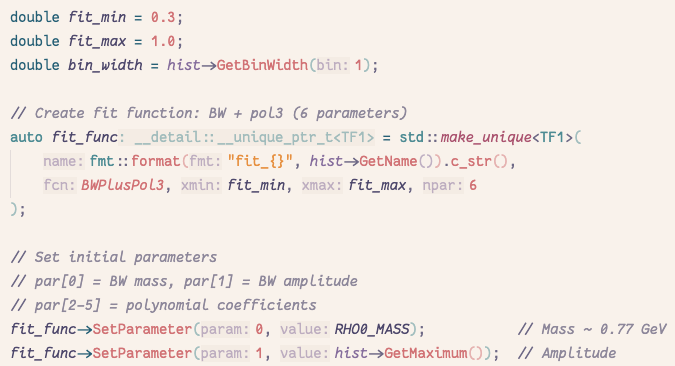 double fit_min = 0.3;
double fit_max = 1.0;
double bin_width = hist->GetBinWidth(bin: 1);

// Create fit function: BW + pol3 (6 parameters)
auto fit_func: __detail::__unique_ptr_t<TF1> = std::make_unique<TF1>(
    name: fmt::format(fmt: "fit_{}", hist->GetName()).c_str(),
    fcn: BWPlusPol3, xmin: fit_min, xmax: fit_max, npar: 6
);

// Set initial parameters
// par[0] = BW mass, par[1] = BW amplitude
// par[2-5] = polynomial coefficients
fit_func->SetParameter(param: 0, value: RHO0_MASS);          // Mass ~ 0.77 GeV
fit_func->SetParameter(param: 1, value: hist->GetMaximum());  // Amplitude